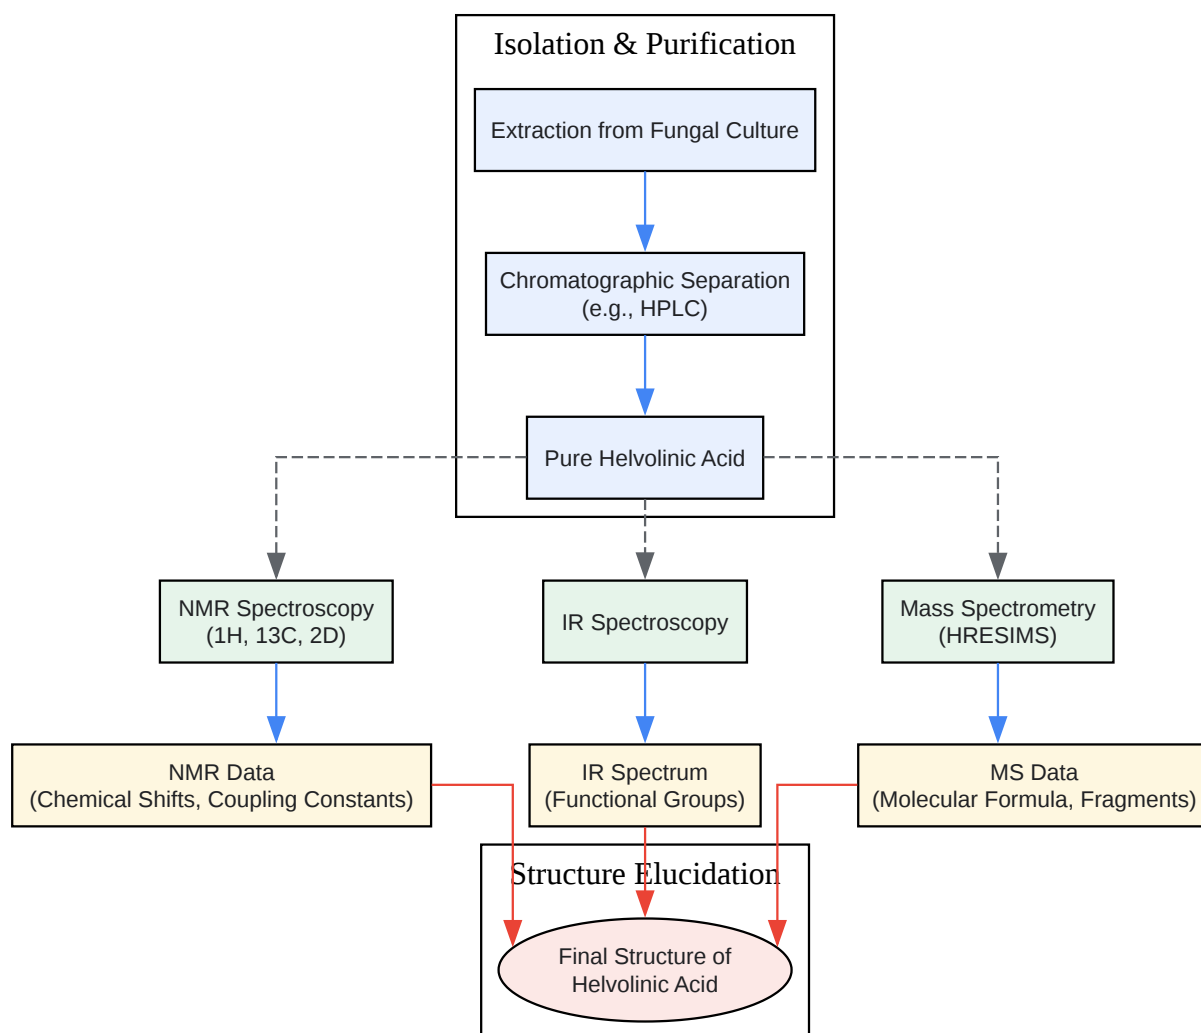 Isolation & Purification
Extraction from Fungal Culture
Chromatographic Separation
(e.g., HPLC)
Pure Helvolinic Acid
NMR Spectroscopy
(1H, 13C, 2D)
IR Spectroscopy
Mass Spectrometry
(HRESIMS)
NMR Data
(Chemical Shifts, Coupling Constants)
IR Spectrum
(Functional Groups)
MS Data
(Molecular Formula, Fragments)
Structure Elucidation
Final Structure of
Helvolinic Acid